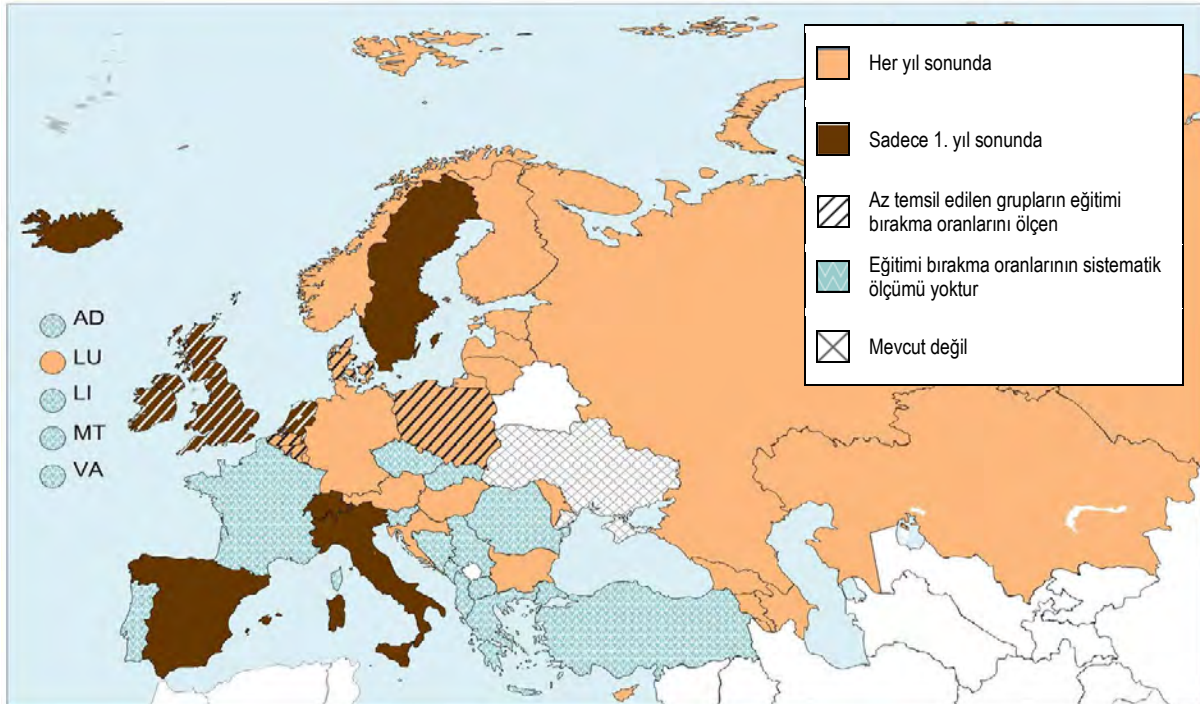 Her yıl sonunda
Sadece 1. yıl sonunda
Az temsil edilen grupların eğitimi
bırakma oranlarını ölçen
Eğitimi bırakma oranlarının sistematik
ölçümü yoktur
Mevcut değil
AD
LU
LI
MT
VA